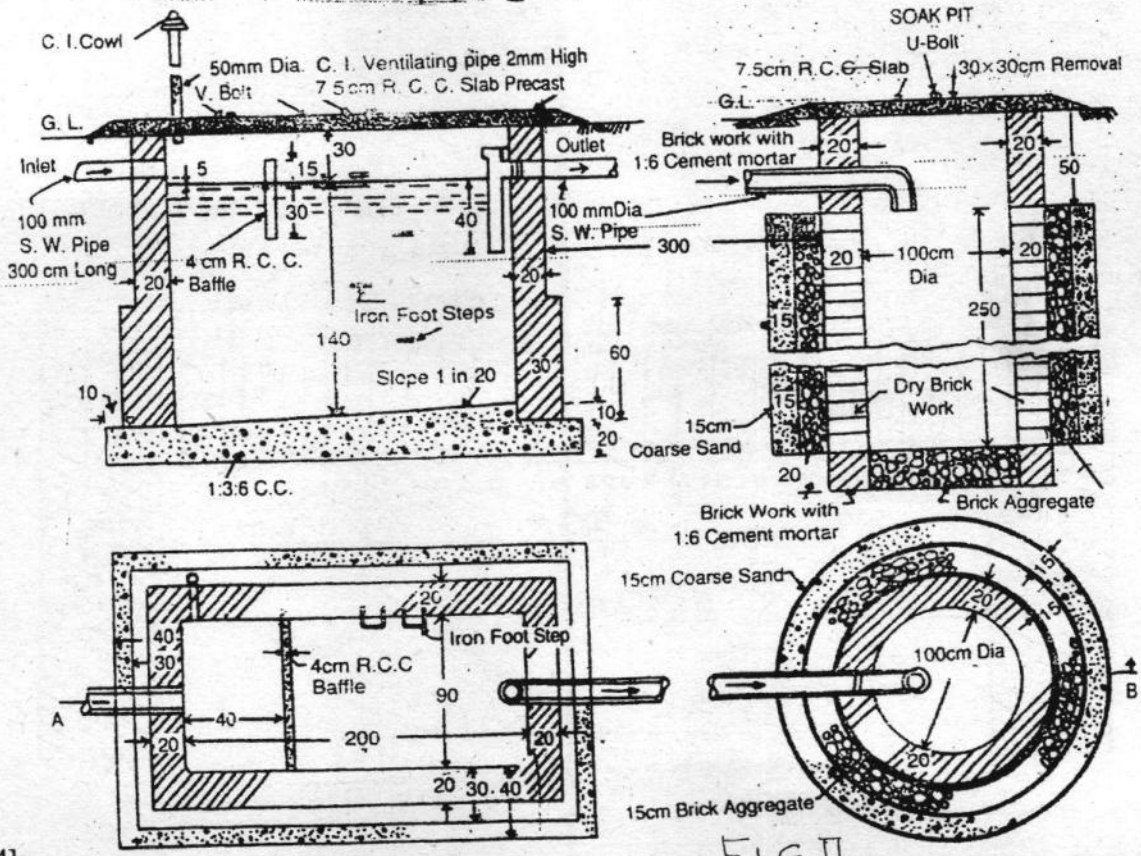 C. I. Cowl
50mm Dia. C. I. Ventilating pipe 2mm High
V. Bolt
7.5cm R. C. C. Slab Precast
G. L.
30
Inlet
5
15
Outlet
30
40
100 mm
S. W. Pipe
300 cm Long
4 cm R. C. C.
Baffle
100 mmDia
S. W. Pipe
300
20
20
Iron Foot Steps
140
60
30
Slope 1 in 20
10
10
20
1:3:6 C.C.
SOAK PIT
U-Bolt
7.5cm R.C.C. Slab
30×30cm Removal
G.L.
Brick work with
1:6 Cement mortar
20
20
50
20
100cm
Dia
20
250
15
15
Dry Brick
Work
15cm
Coarse Sand
20
Brick Work with
1:6 Cement mortar
Brick Aggregate
20
40
30
Iron Foot Step
4cm R.C.C
Baffle
90
A
40
20
200
20
20
30
40
15cm Coarse Sand
15
15
20
100cm Dia
B
20
15cm Brick Aggregate
FIG II